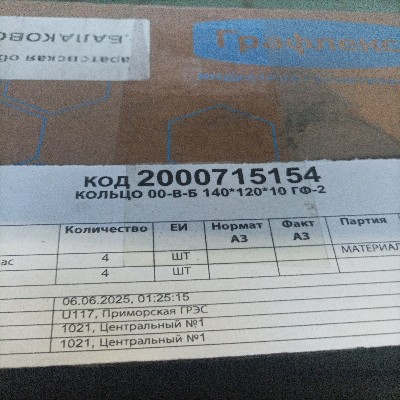 .БАЛАКОВО
аратовская об
Графлекс
КОД 2000715154
КОЛЬЦО 00-В-Б 140*120*10 ГФ-2
Количество ЕИ Нормат АЗ Факт АЗ Партия
ас 4 ШТ МАТЕРИАЛ
4 ШТ
06.06.2025, 01:25:15
U117, Приморская ГРЭС
1021, Центральный №1
1021, Центральный №1